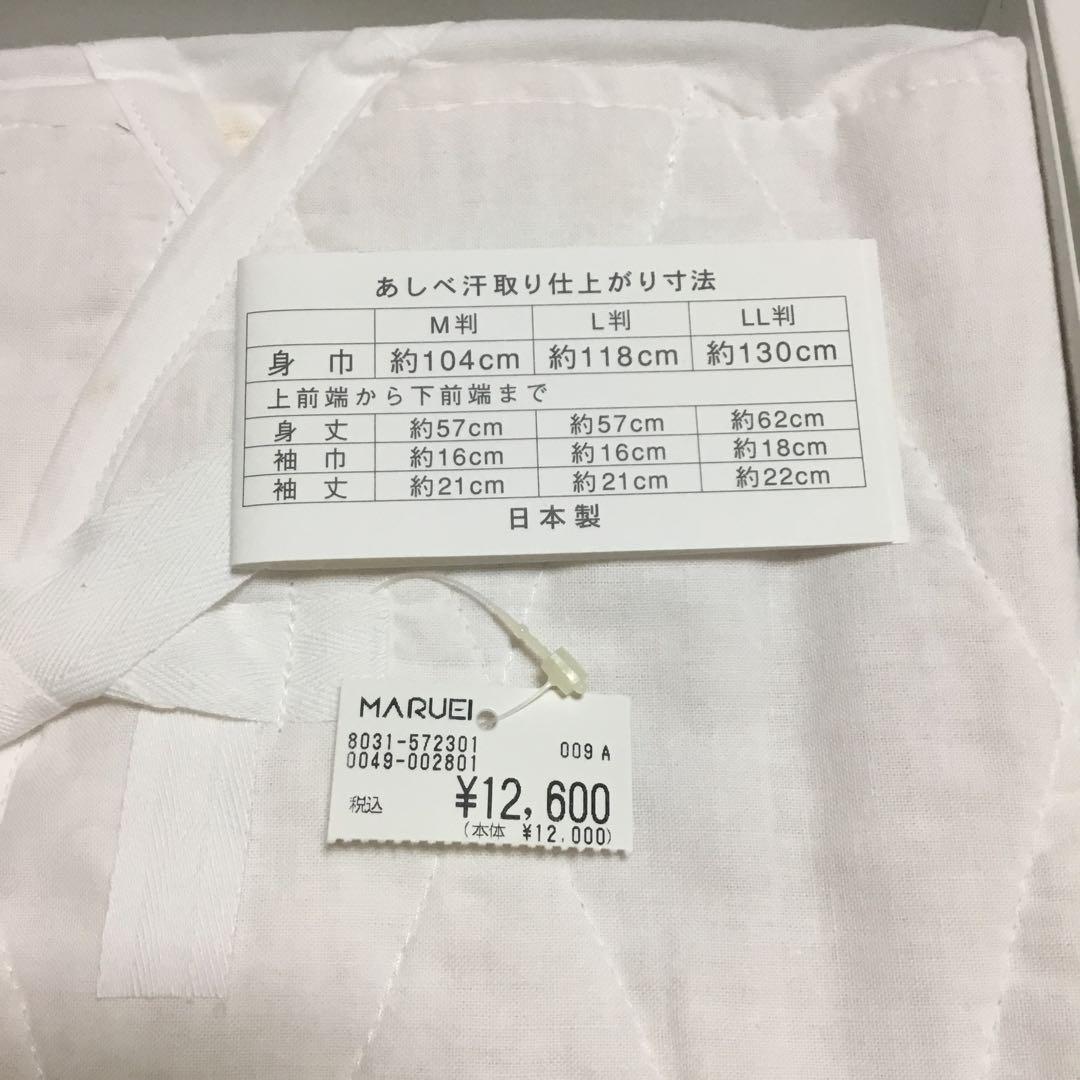 あしべ汗取り仕上がり寸法
M判 L判 LL判
身巾 約104cm 約118cm 約130cm
上前端から下前端まで
身丈 約57cm 約57cm 約62cm
袖巾 約16cm 約16cm 約18cm
袖丈 約21cm 約21cm 約22cm
日本製
MARUEI
8031-572301 009 A
0049-002801
税込 ¥12,600
(本体 ¥12,000)